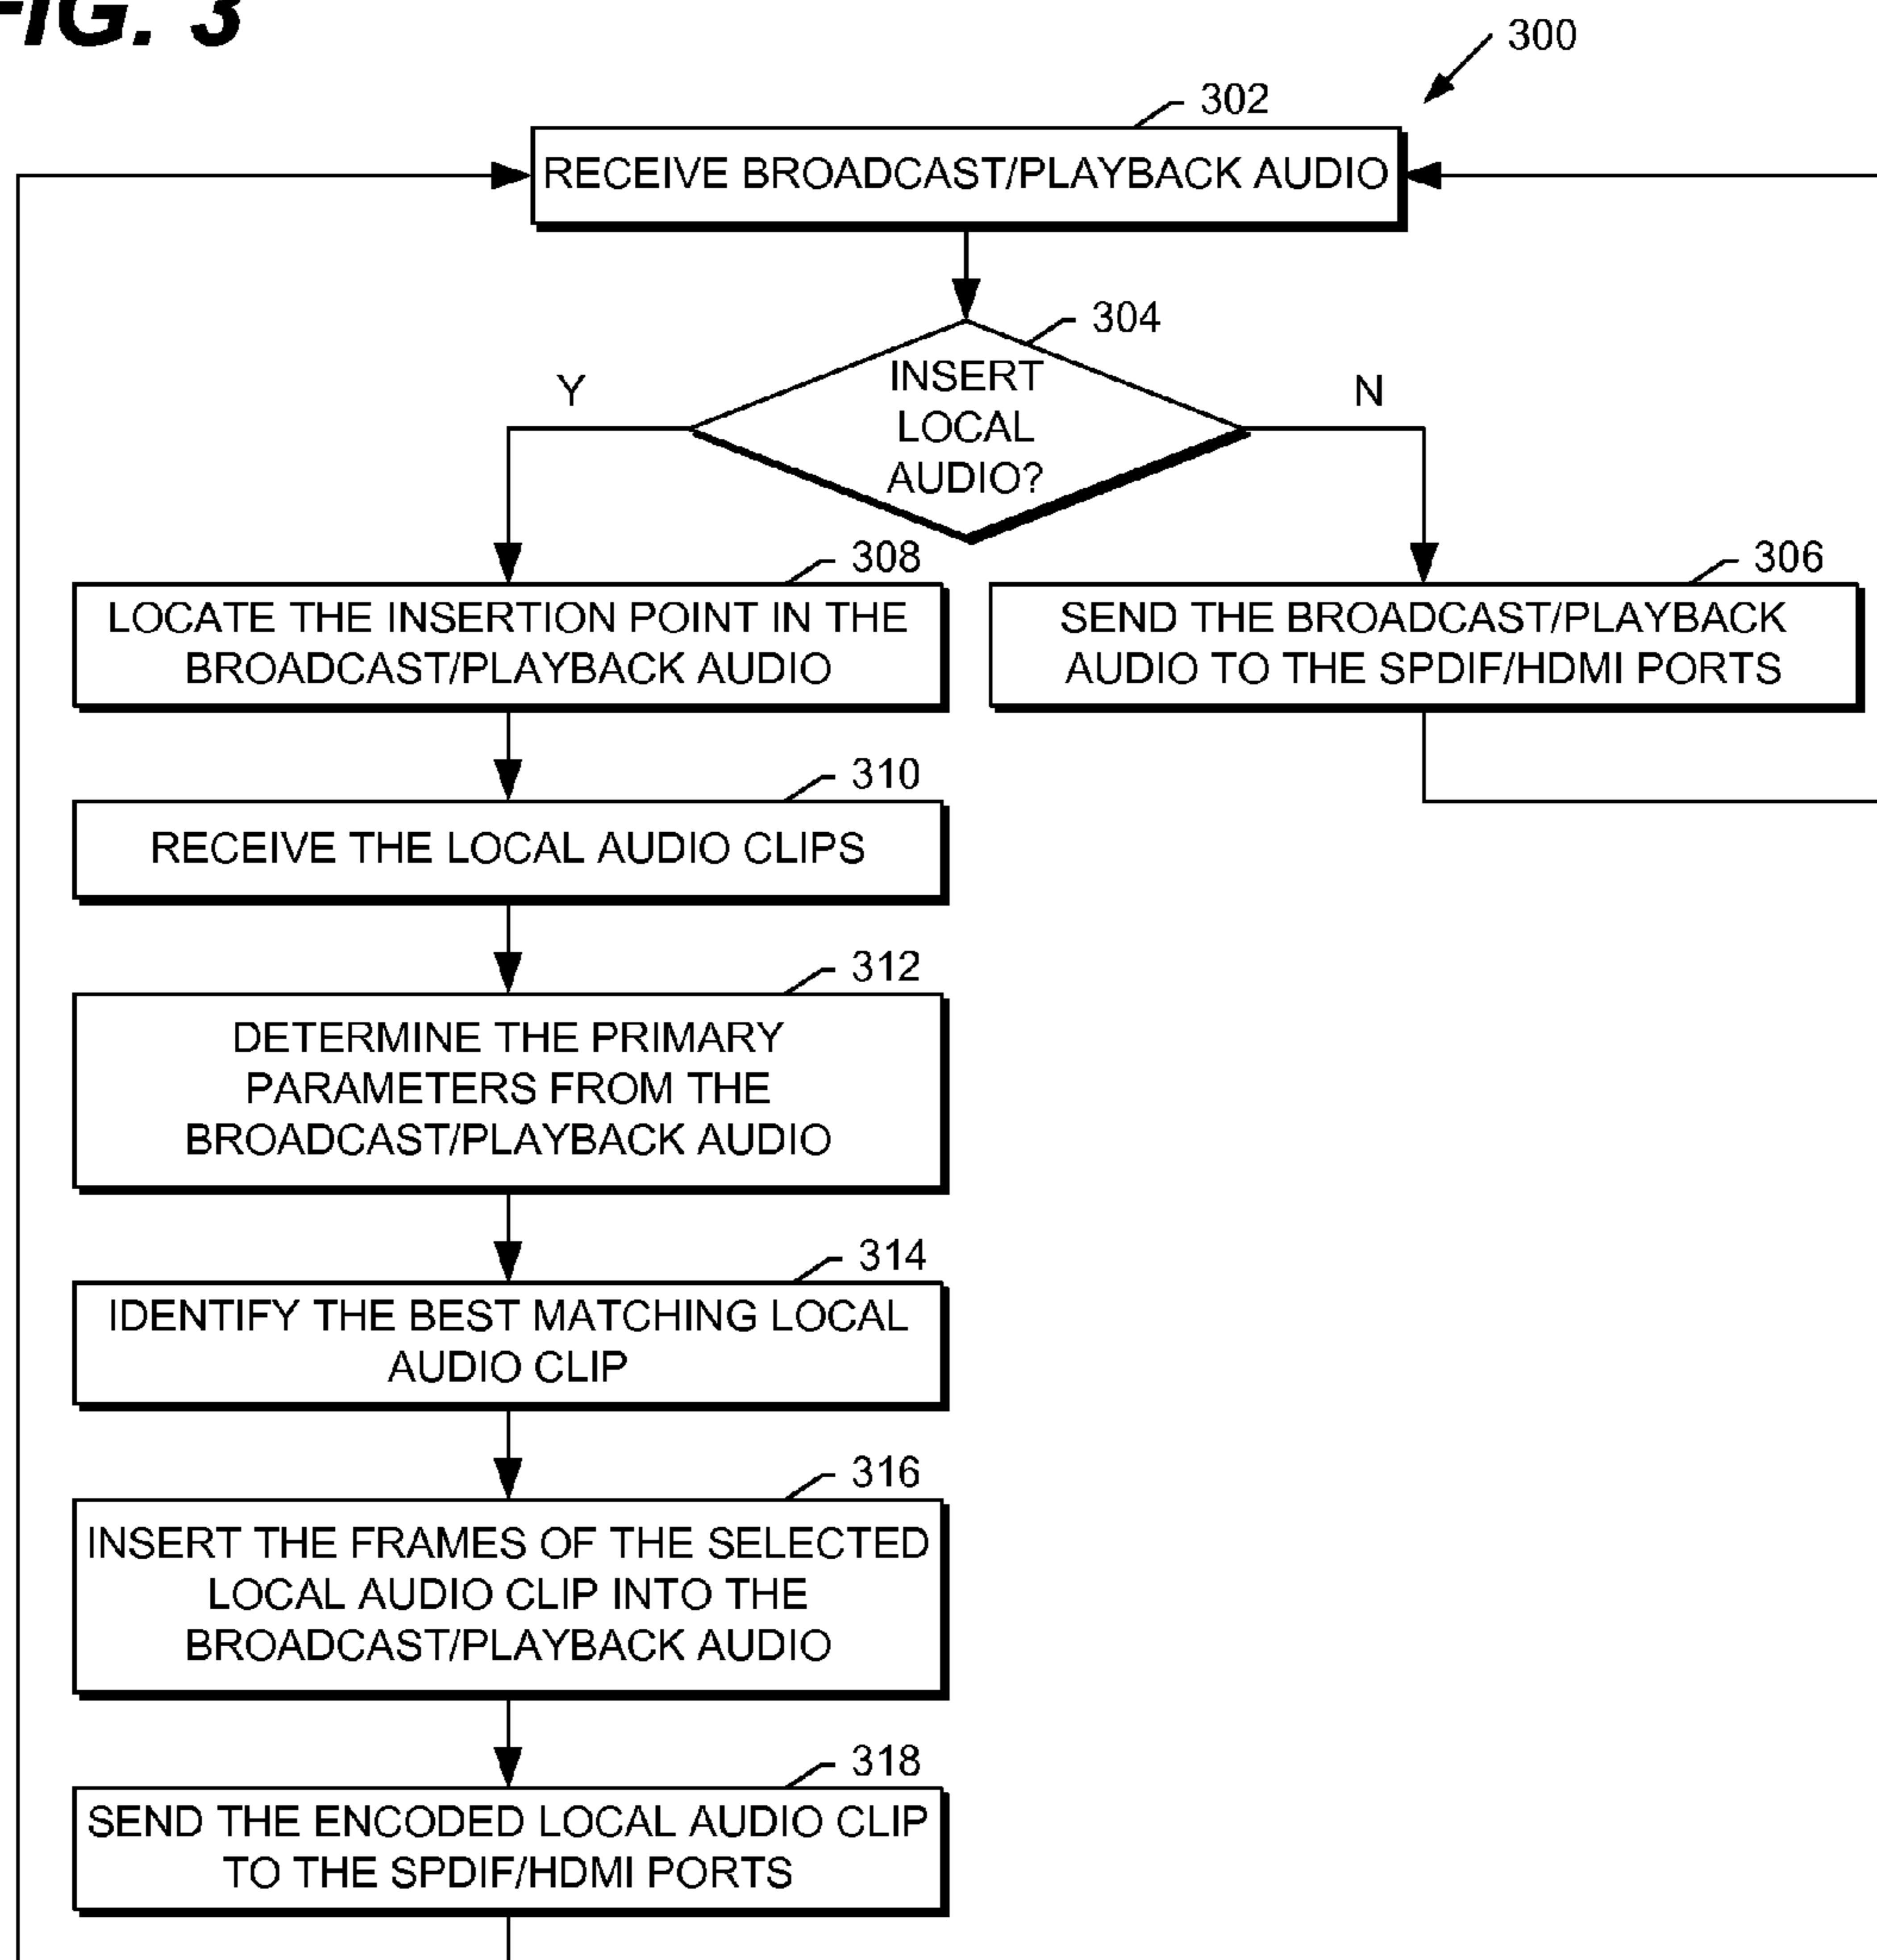 FIG. 3
300
302
RECEIVE BROADCAST/PLAYBACK AUDIO
304
INSERT
LOCAL
AUDIO?
Y
N
308
LOCATE THE INSERTION POINT IN THE
BROADCAST/PLAYBACK AUDIO
306
SEND THE BROADCAST/PLAYBACK
AUDIO TO THE SPDIF/HDMI PORTS
310
RECEIVE THE LOCAL AUDIO CLIPS
312
DETERMINE THE PRIMARY
PARAMETERS FROM THE
BROADCAST/PLAYBACK AUDIO
314
IDENTIFY THE BEST MATCHING LOCAL
AUDIO CLIP
316
INSERT THE FRAMES OF THE SELECTED
LOCAL AUDIO CLIP INTO THE
BROADCAST/PLAYBACK AUDIO
318
SEND THE ENCODED LOCAL AUDIO CLIP
TO THE SPDIF/HDMI PORTS